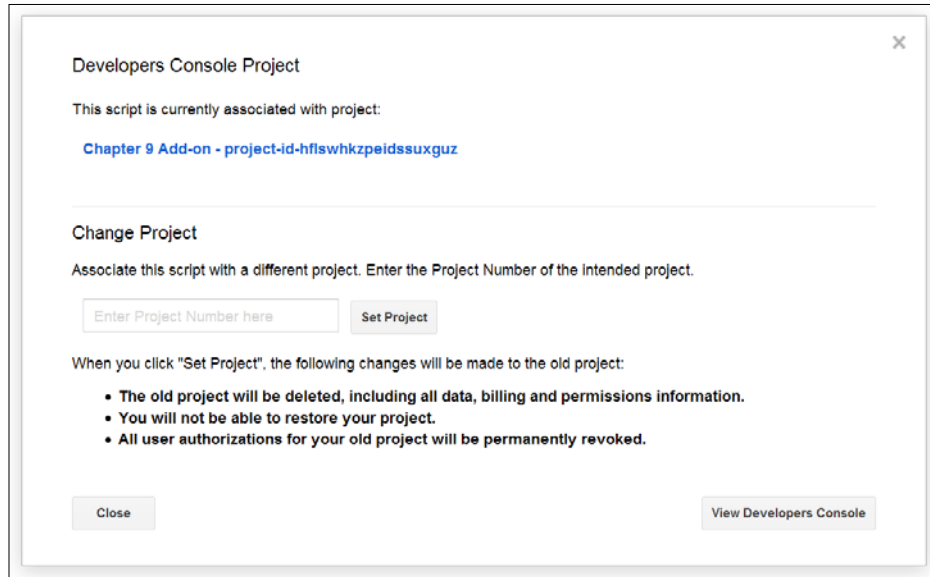 Developers Console Project
This script is currently associated with project:
Chapter 9 Add-on - project-id-hflswhkzpeidssuxguz
Change Project
Associate this script with a different project. Enter the Project Number of the intended project.
Enter Project Number here
Set Project
When you click "Set Project", the following changes will be made to the old project:
• The old project will be deleted, including all data, billing and permissions information.
• You will not be able to restore your project.
• All user authorizations for your old project will be permanently revoked.
Close
View Developers Console